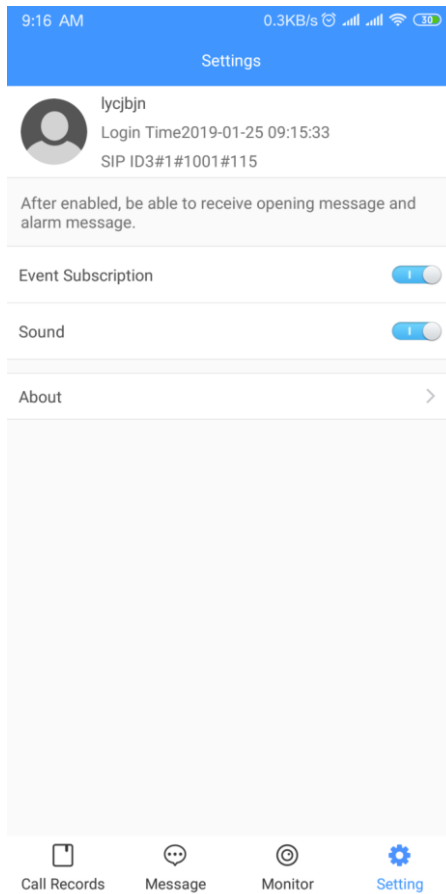 9:16 AM 0.3KB/s 30
Settings
lycjbjn
Login Time2019-01-25 09:15:33
SIP ID3#1#1001#115
After enabled, be able to receive opening message and
alarm message.
Event Subscription
Sound
About
Call Records Message Monitor Setting